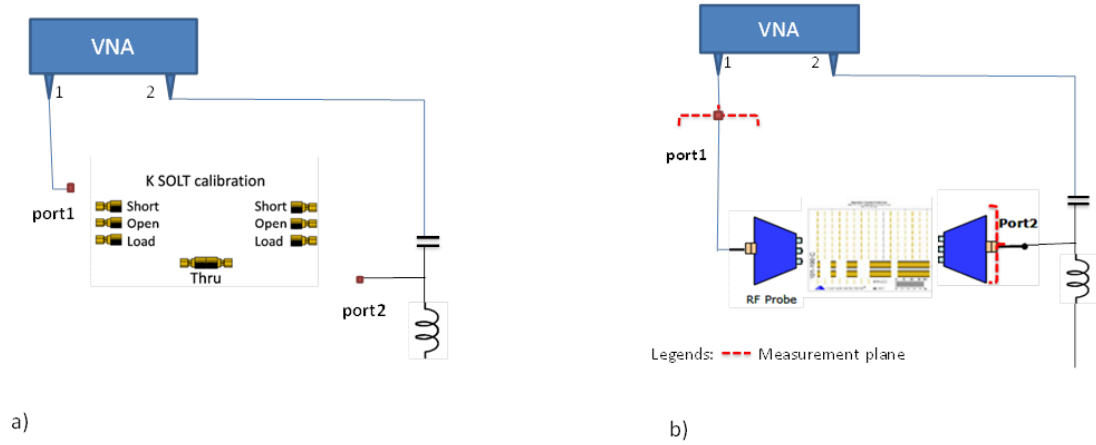 VNA
1
2
port1
K SOLT calibration
Short
Short
Open
Open
Load
Load
Thru
port2
a)
VNA
1
2
port1
Port2
RF Probe
Legends:
Measurement plane
b)